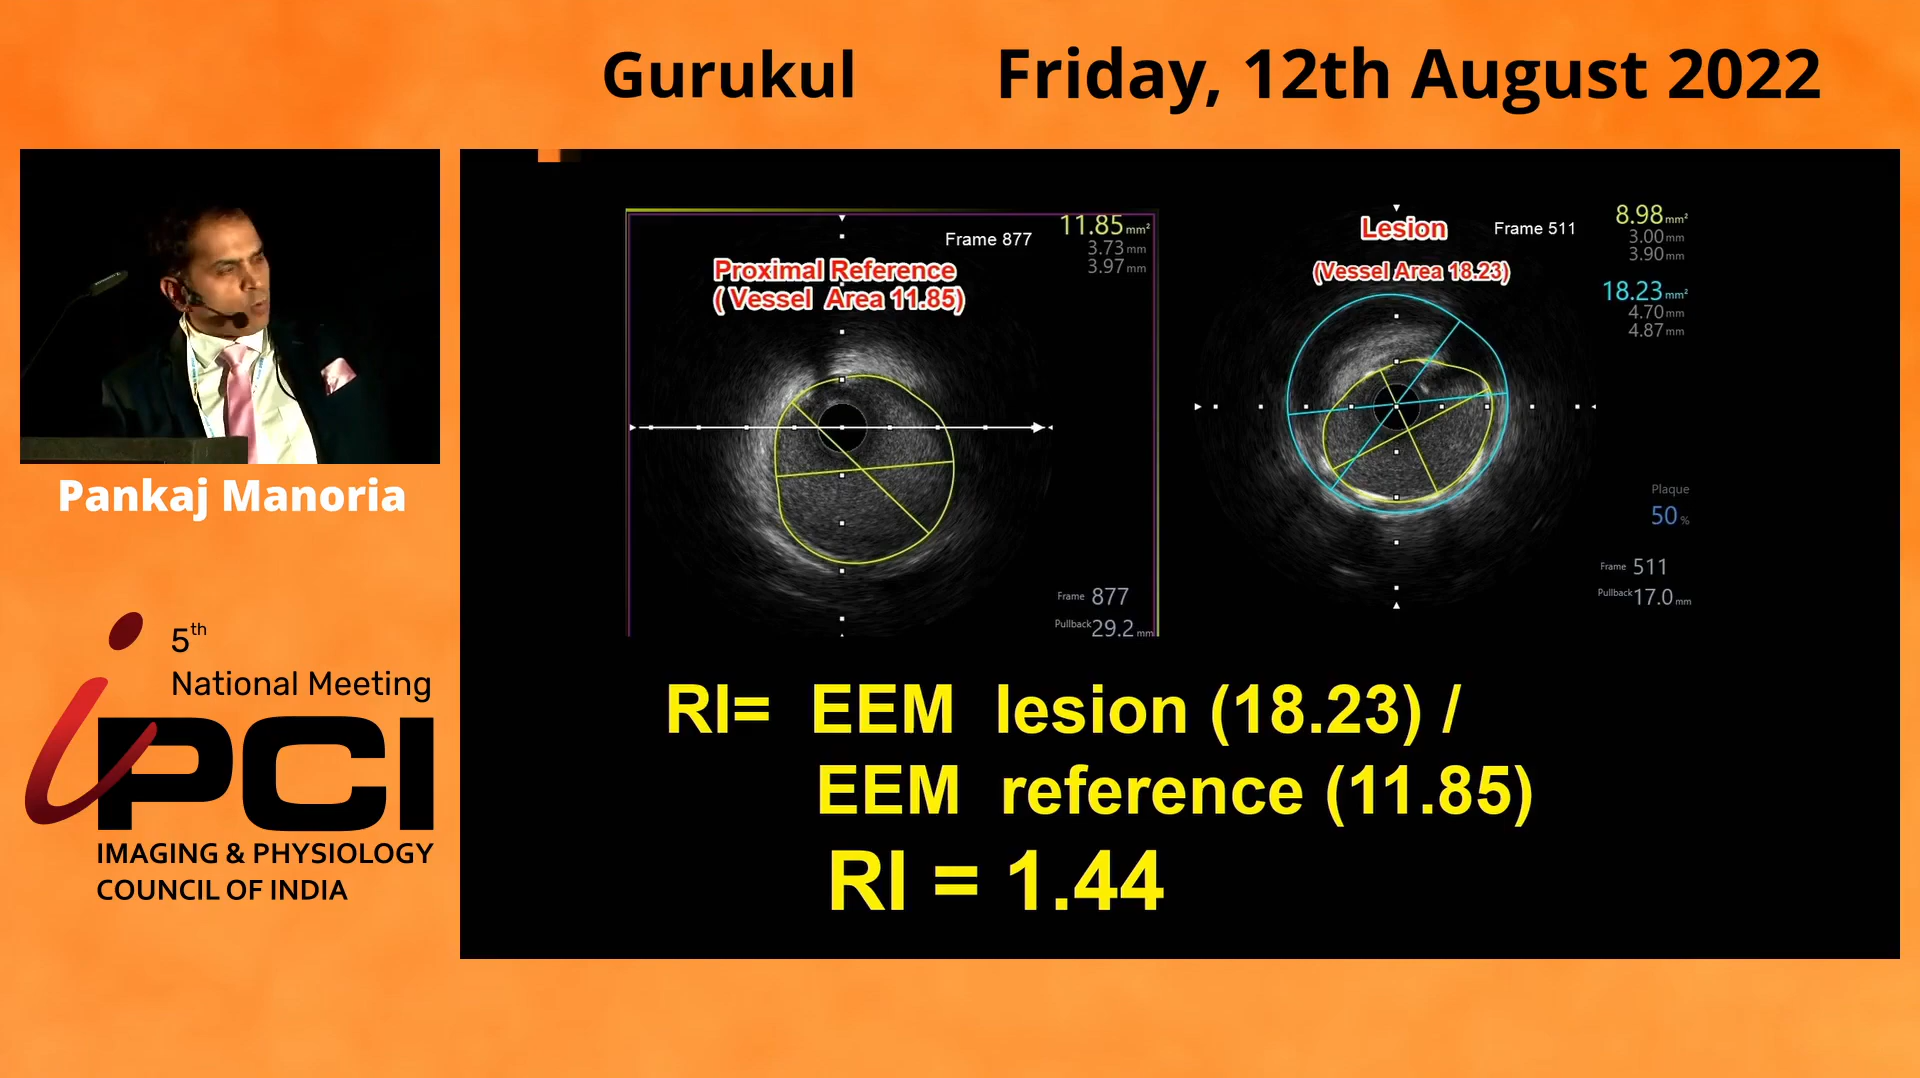 Gurukul
Friday, 12th August 2022
Pankaj Manoria
5th
National Meeting
iPCI
IMAGING & PHYSIOLOGY
COUNCIL OF INDIA
Proximal Reference
( Vessel Area 11.85)
Frame 877
11.85 mm²
3.73 mm
3.97 mm
Frame 877
Pullback 29.2 mm
Lesion
(Vessel Area 18.23)
Frame 511
8.98 mm²
3.00 mm
3.90 mm
18.23 mm²
4.70 mm
4.87 mm
Plaque
50 %
Frame 511
Pullback 17.0 mm
RI= EEM lesion (18.23) /
EEM reference (11.85)
RI = 1.44